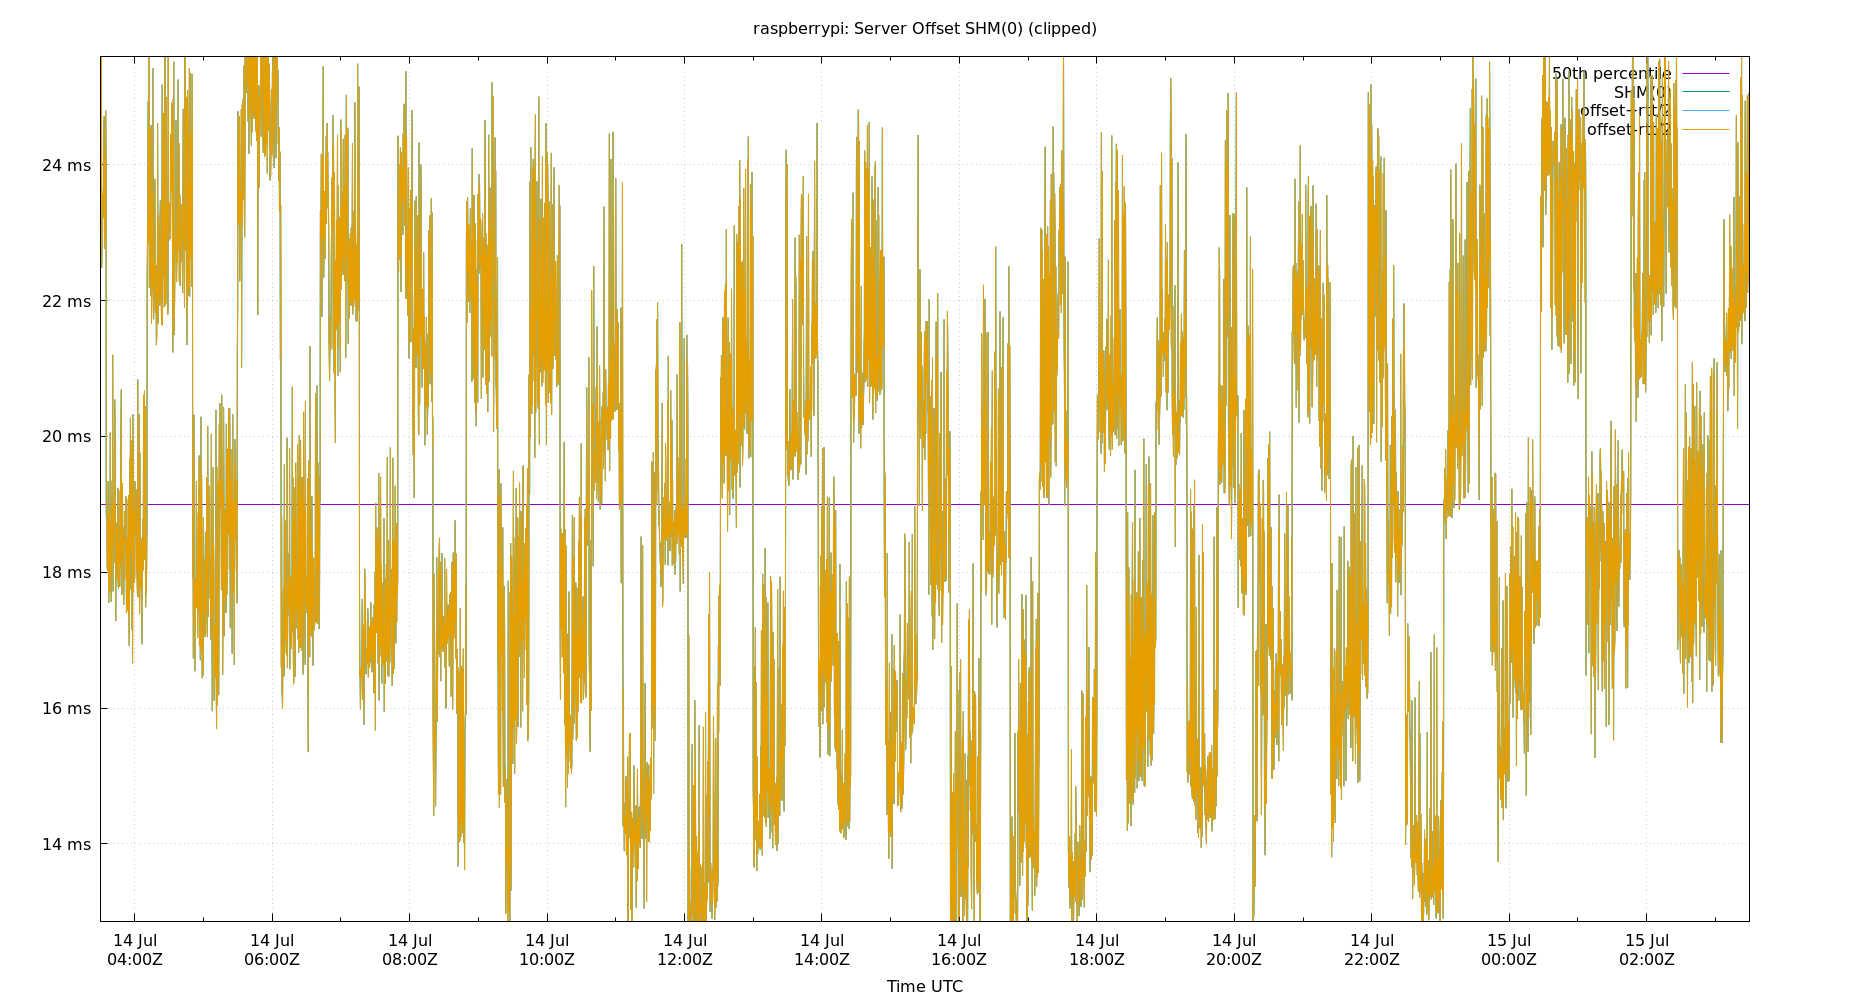 raspberrypi: Server Offset SHM(0) (clipped)
50th percentile
SHM(0)
offset+rtt/2
offset-rtt/2
24 ms
22 ms
20 ms
18 ms
16 ms
14 ms
14 Jul 14 Jul 14 Jul 14 Jul 14 Jul 14 Jul 14 Jul 14 Jul 14 Jul 14 Jul 15 Jul 15 Jul
04:00Z 06:00Z 08:00Z 10:00Z 12:00Z 14:00Z 16:00Z 18:00Z 20:00Z 22:00Z 00:00Z 02:00Z
Time UTC